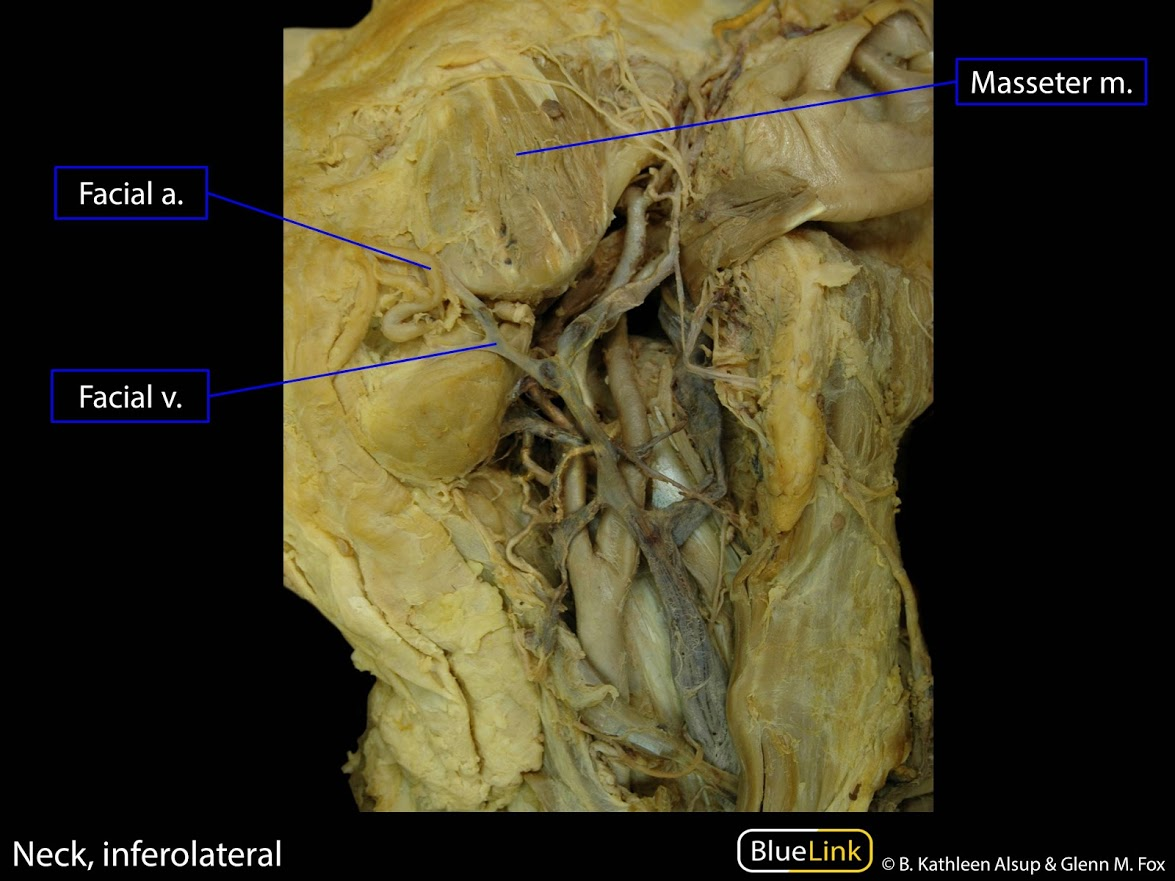 Masseter m.
Facial a.
Facial v.
Neck, inferolateral
BlueLink
© B. Kathleen Alsup & Glenn M. Fox